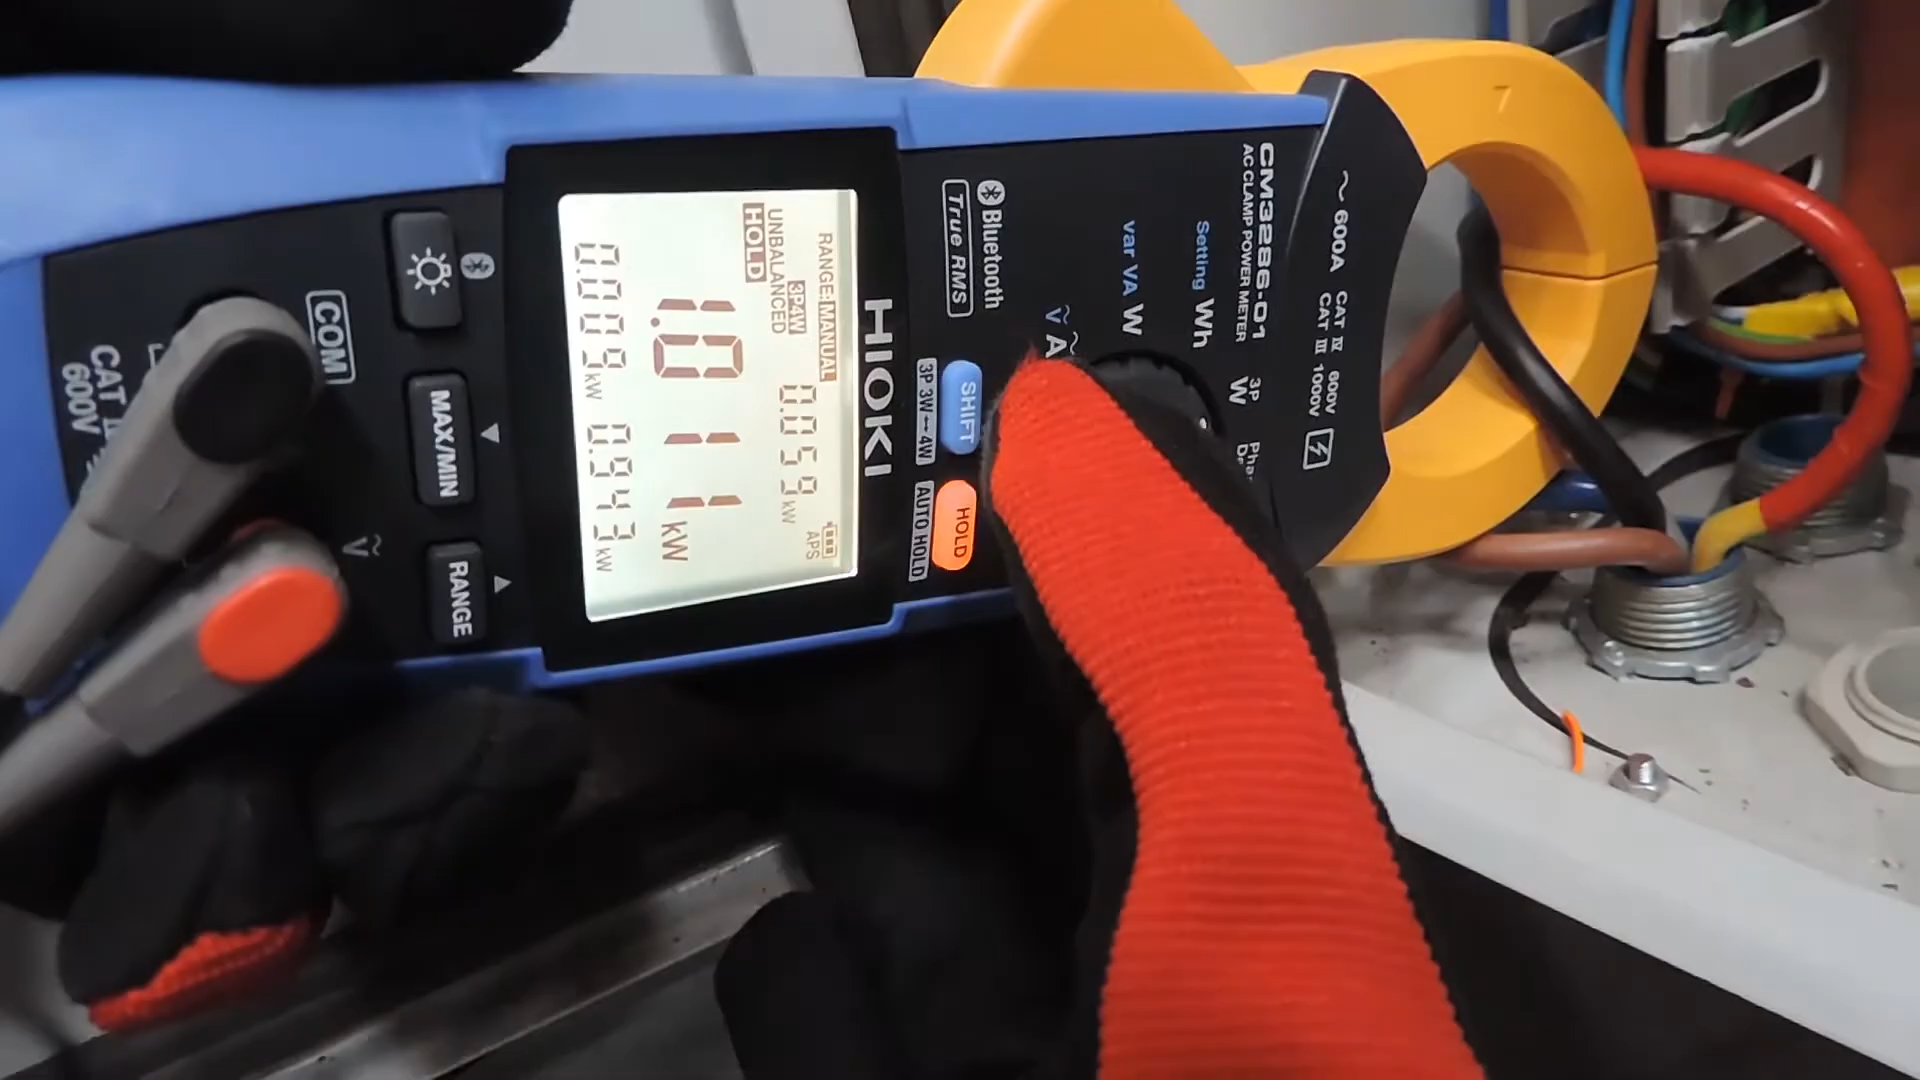 ~ 600A CAT IV 600V
CAT III 1000V
CM3286-01
AC CLAMP POWER METER
Setting Wh
3P
W
var VA W
V A
Bluetooth
True RMS
SHIFT
3P 3W ↔ 4W
HOLD
AUTO HOLD
HIOKI
RANGE:MANUAL
3P4W 0.059 kW
APS
UNBALANCED
HOLD
1.011 kW
0.009 kW 0.943 kW
MAX/MIN
RANGE
COM
V
600V
7